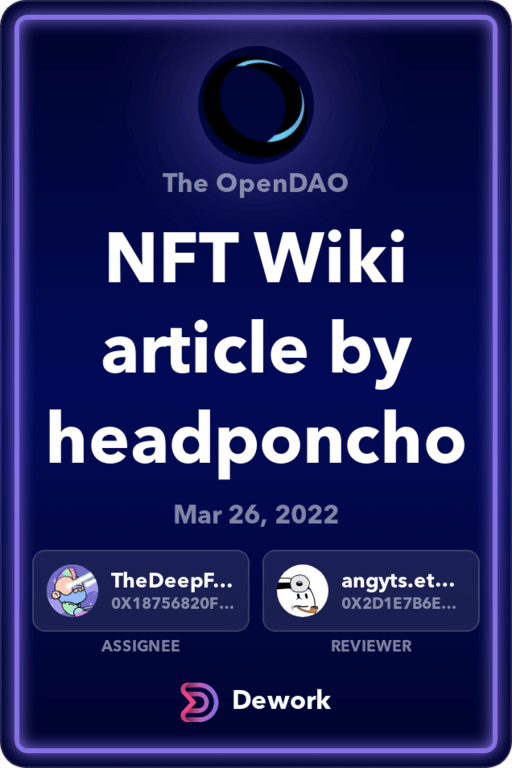 The OpenDAO
NFT Wiki
article by
headponcho
Mar 26, 2022
TheDeepF...
0X18756820F...
angyts.et...
0X2D1E7B6E...
ASSIGNEE
REVIEWER
Dework